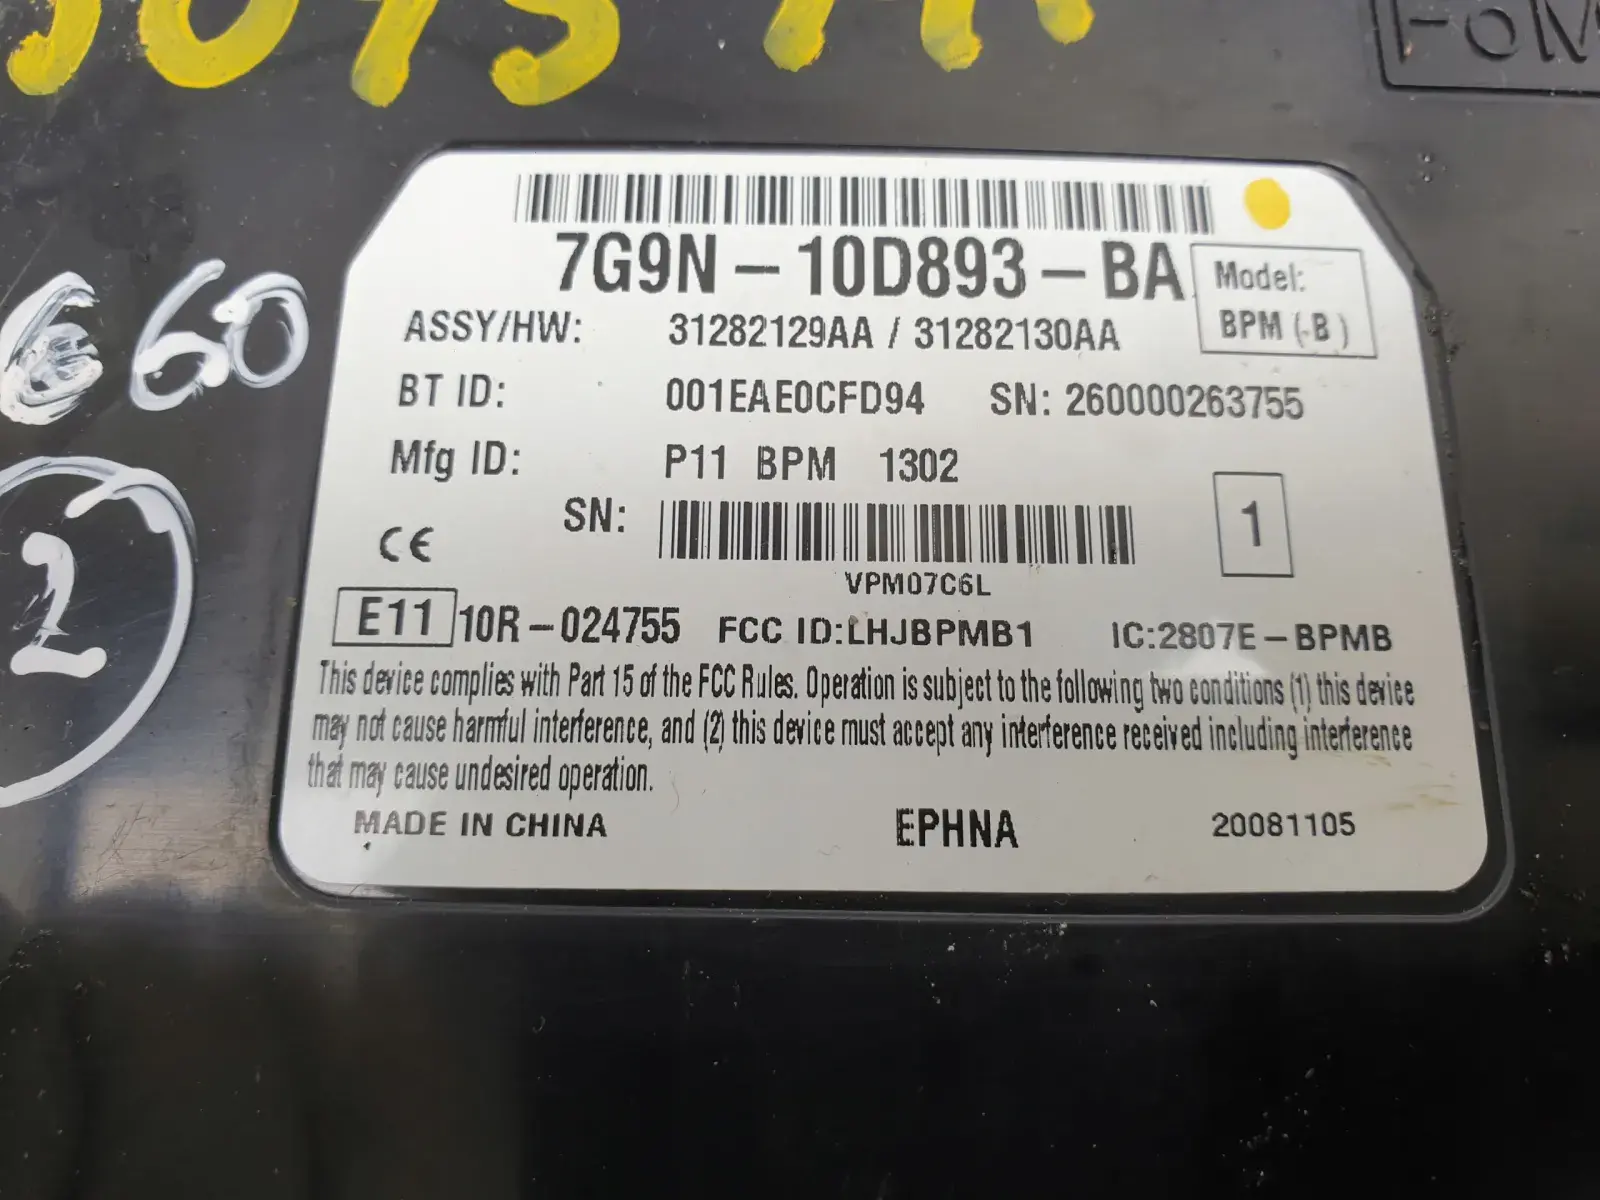 FoM
7G9N-10D893-BA
Model:
BPM (-B)
ASSY/HW: 31282129AA / 31282130AA
BT ID: 001EAE0CFD94 SN: 260000263755
Mfg ID: P11 BPM 1302
SN:
1
CE
VPM07C6L
E11 10R-024755 FCC ID:LHJBPMB1 IC:2807E-BPMB
This device complies with Part 15 of the FCC Rules. Operation is subject to the following two conditions (1) this device
may not cause harmful interference, and (2) this device must accept any interference received including interference
that may cause undesired operation.
MADE IN CHINA EPHNA 20081105
60
2